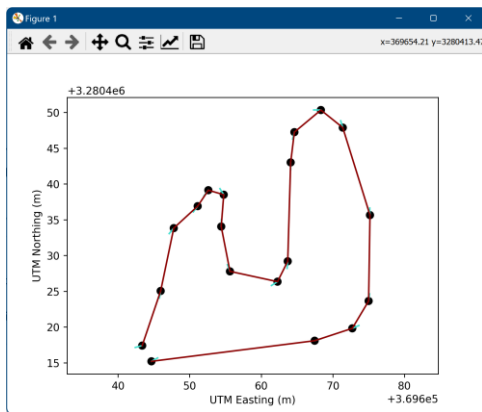 Figure 1
x=369654.21 y=3280413.47
+3.2804e6
50
45
40
35
30
25
20
15
UTM Northing (m)
40 50 60 70 80
UTM Easting (m)
+3.696e5